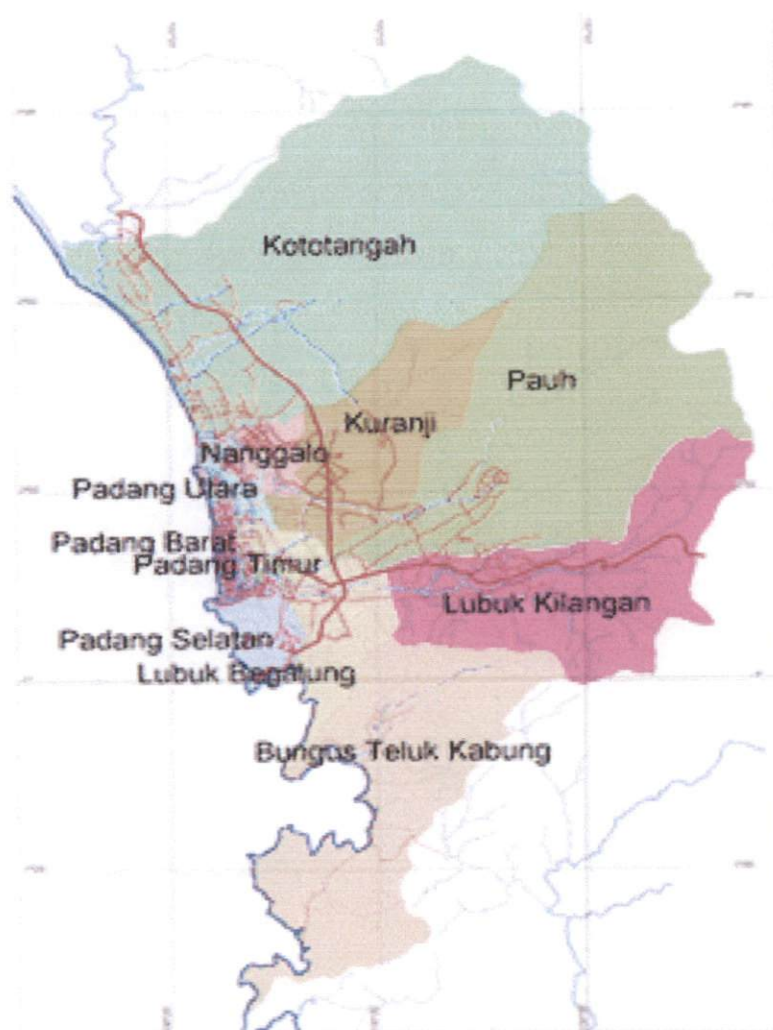 Kototangah
Pauh
Kuranji
Nanggalo
Padang Utara
Padang Barat
Padang Timur
Lubuk Kilangan
Padang Selatan
Lubuk Begalung
Bungus Teluk Kabung